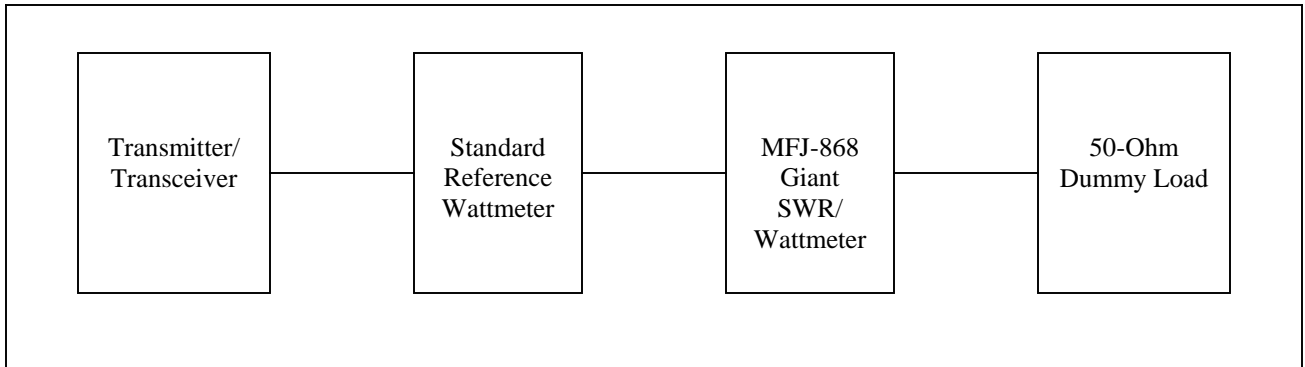 Transmitter/
Transceiver
Standard
Reference
Wattmeter
MFJ-868
Giant
SWR/
Wattmeter
50-Ohm
Dummy Load